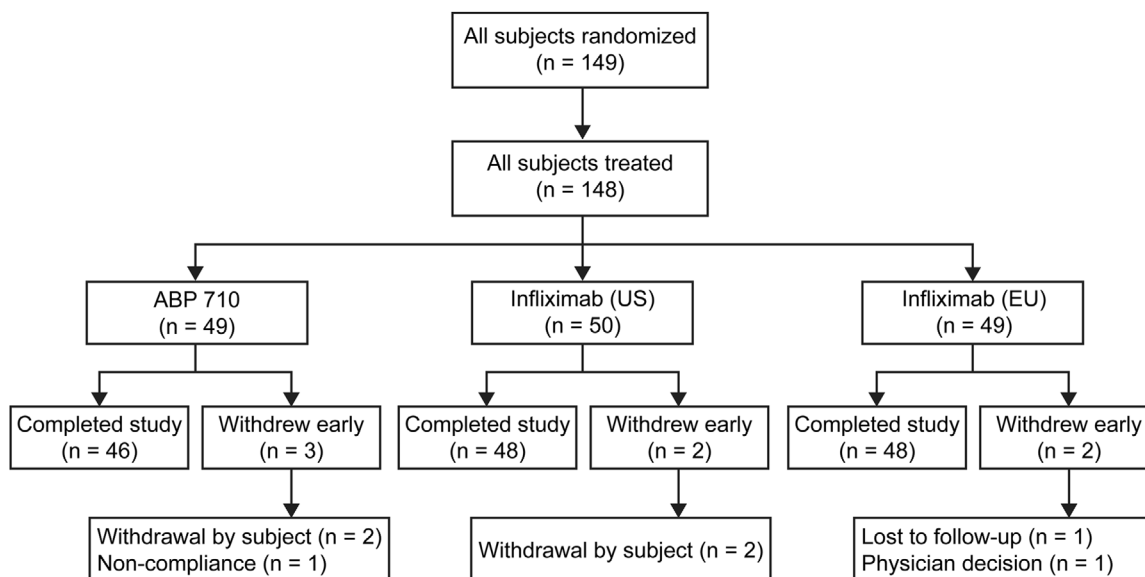 All subjects randomized
(n = 149)
All subjects treated
(n = 148)
ABP 710
(n = 49)
Infliximab (US)
(n = 50)
Infliximab (EU)
(n = 49)
Completed study
(n = 46)
Withdrew early
(n = 3)
Completed study
(n = 48)
Withdrew early
(n = 2)
Completed study
(n = 48)
Withdrew early
(n = 2)
Withdrawal by subject (n = 2)
Non-compliance (n = 1)
Withdrawal by subject (n = 2)
Lost to follow-up (n = 1)
Physician decision (n = 1)